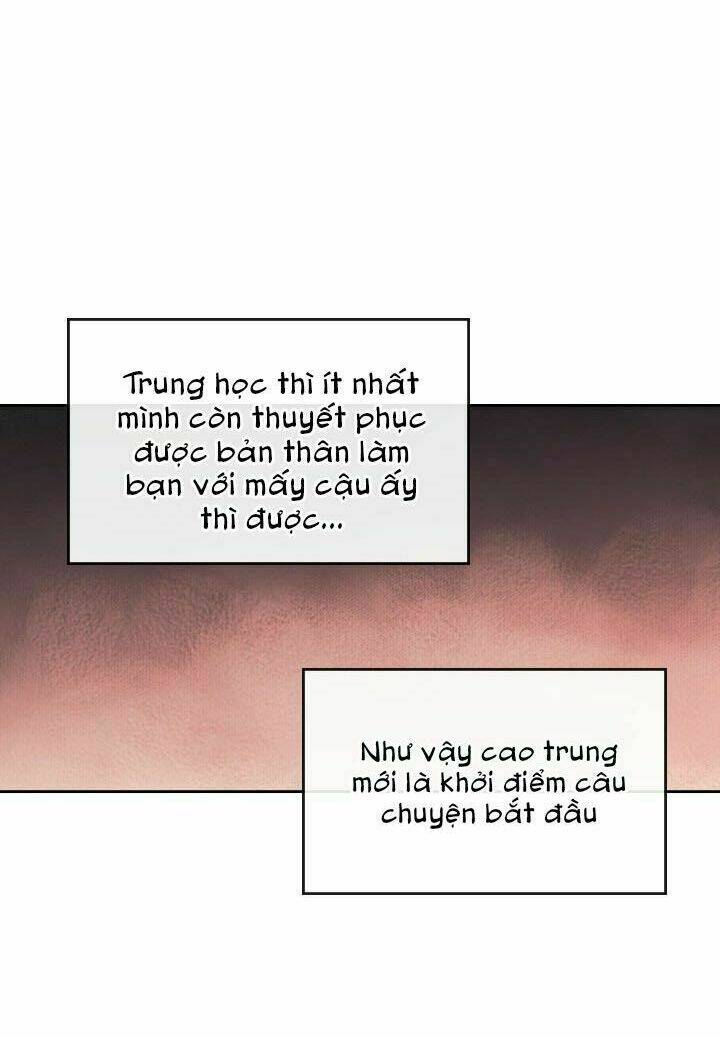 Trung học thì ít nhất
mình còn thuyết phục
được bản thân làm
bạn với mấy cậu ấy
thì được...
Như vậy cao trung
mới là khởi điểm câu
chuyện bắt đầu